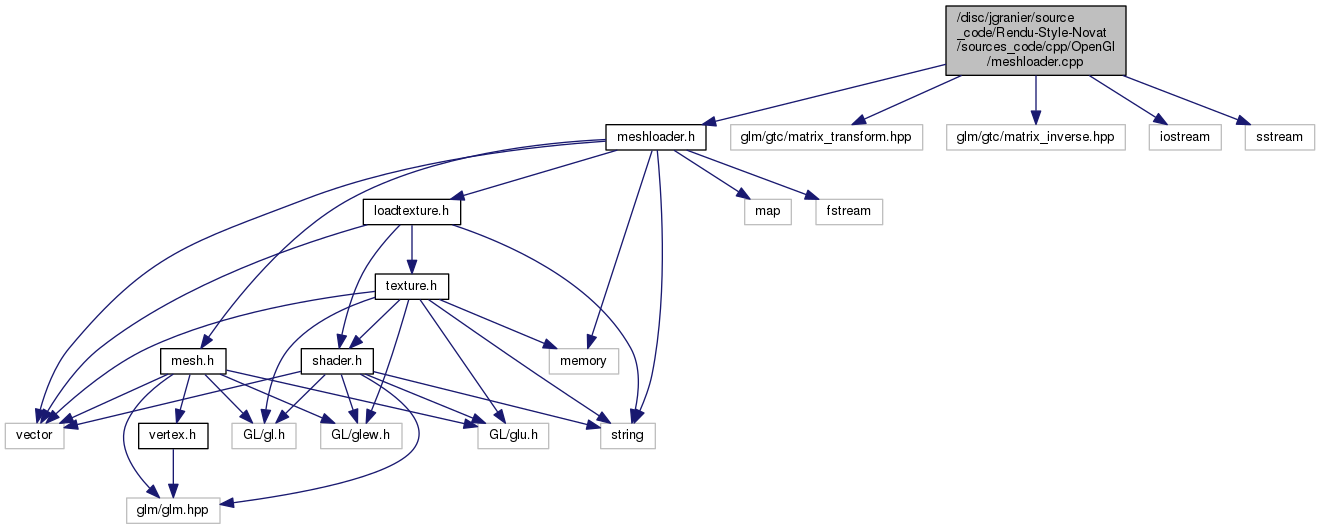 /disc/jgranier/source
_code/Rendu-Style-Novat
/sources_code/cpp/OpenGl
/meshloader.cpp
meshloader.h
glm/gtc/matrix_transform.hpp
glm/gtc/matrix_inverse.hpp
iostream
sstream
loadtexture.h
map
fstream
texture.h
mesh.h
shader.h
memory
vector
vertex.h
GL/gl.h
GL/glew.h
GL/glu.h
string
glm/glm.hpp